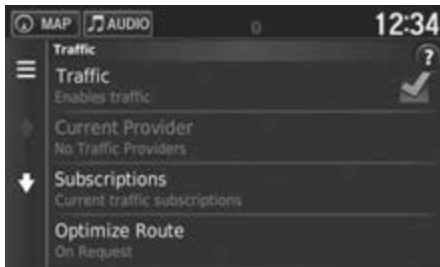 MAP AUDIO 12:34
Traffic
?
Traffic
Enables traffic
Current Provider
No Traffic Providers
Subscriptions
Current traffic subscriptions
Optimize Route
On Request